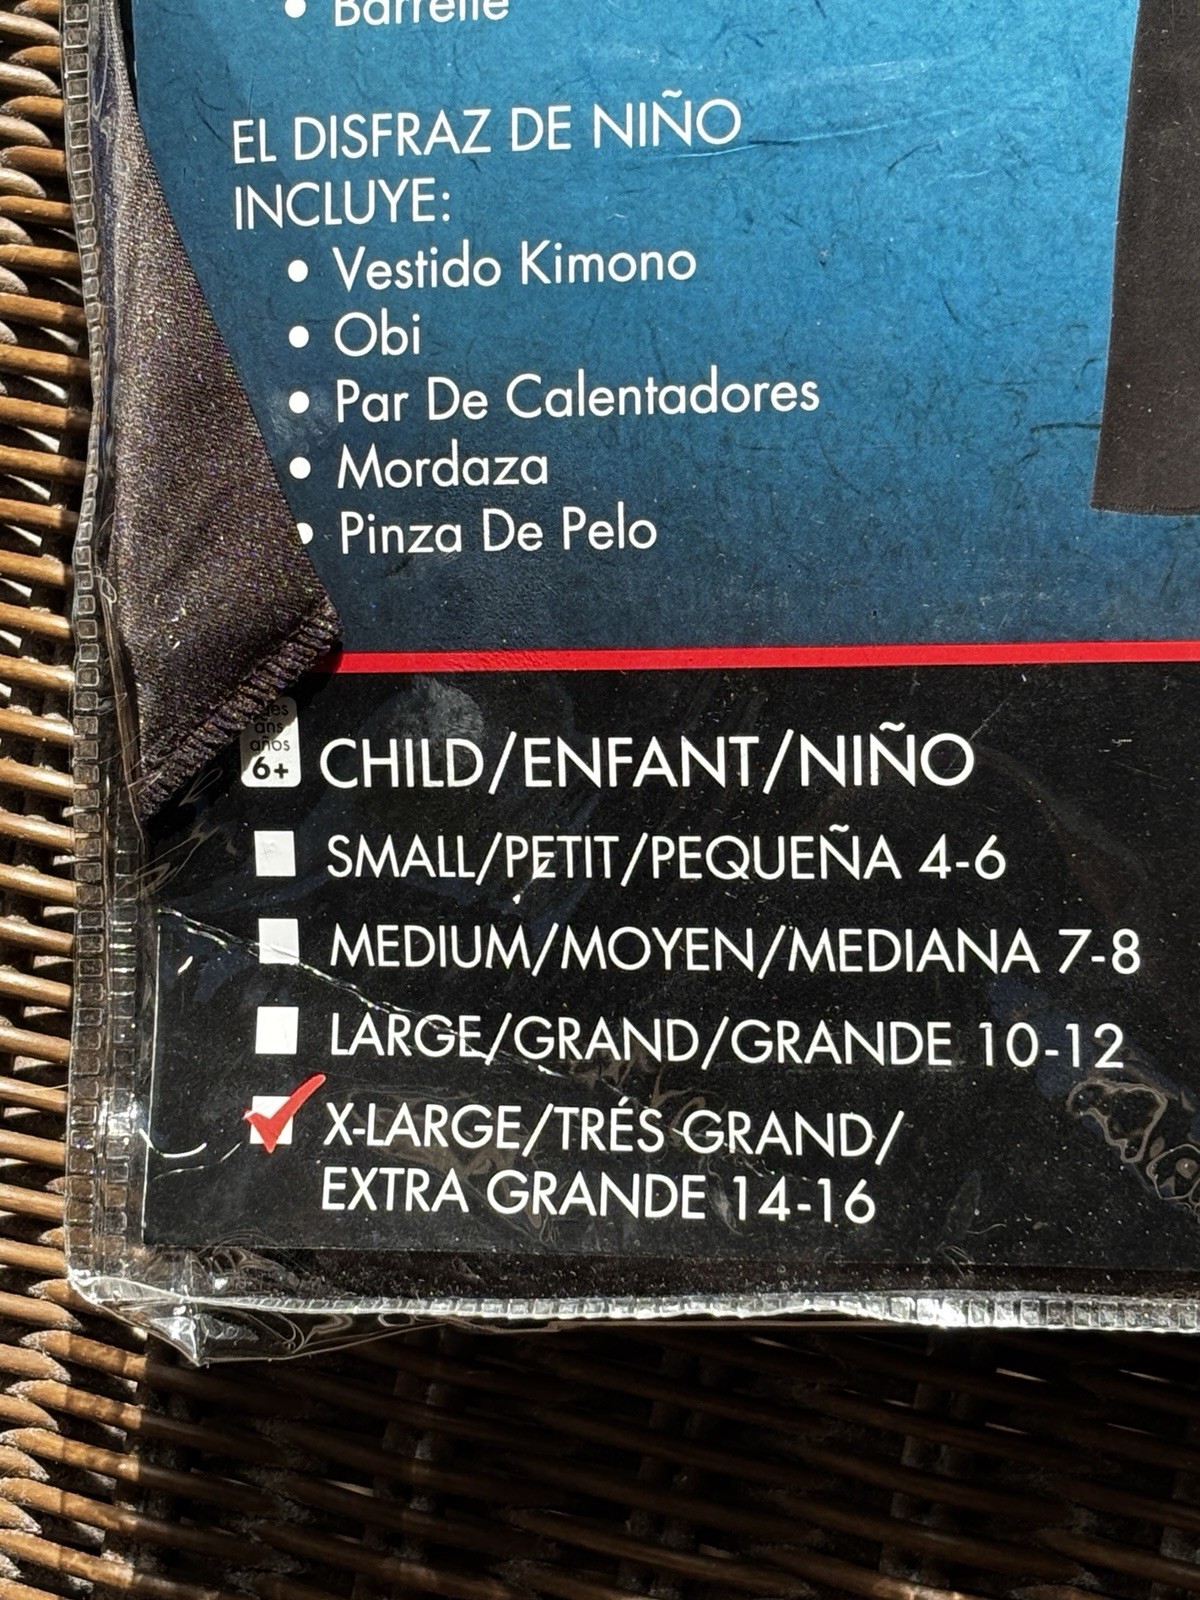 • Barrette
EL DISFRAZ DE NIÑO
INCLUYE:
• Vestido Kimono
• Obi
• Par De Calentadores
• Mordaza
• Pinza De Pelo
ans
años
6+
CHILD/ENFANT/NIÑO
SMALL/PETIT/PEQUEÑA 4-6
MEDIUM/MOYEN/MEDIANA 7-8
LARGE/GRAND/GRANDE 10-12
X-LARGE/TRÉS GRAND/
EXTRA GRANDE 14-16